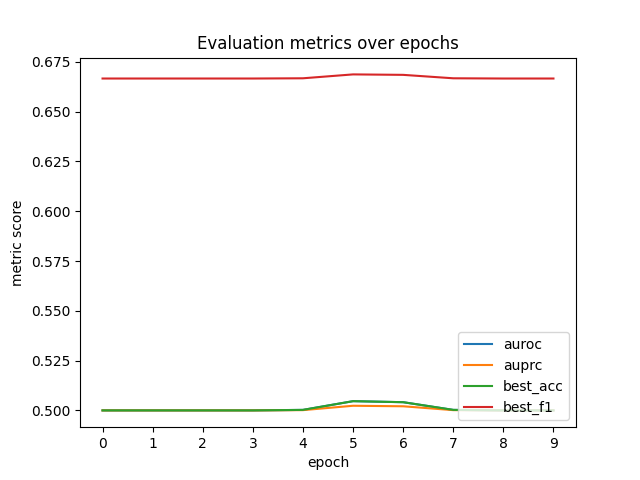 Evaluation metrics over epochs
metric score
0.675
0.650
0.625
0.600
0.575
0.550
0.525
0.500
auroc
auprc
best_acc
best_f1
0 1 2 3 4 5 6 7 8 9
epoch